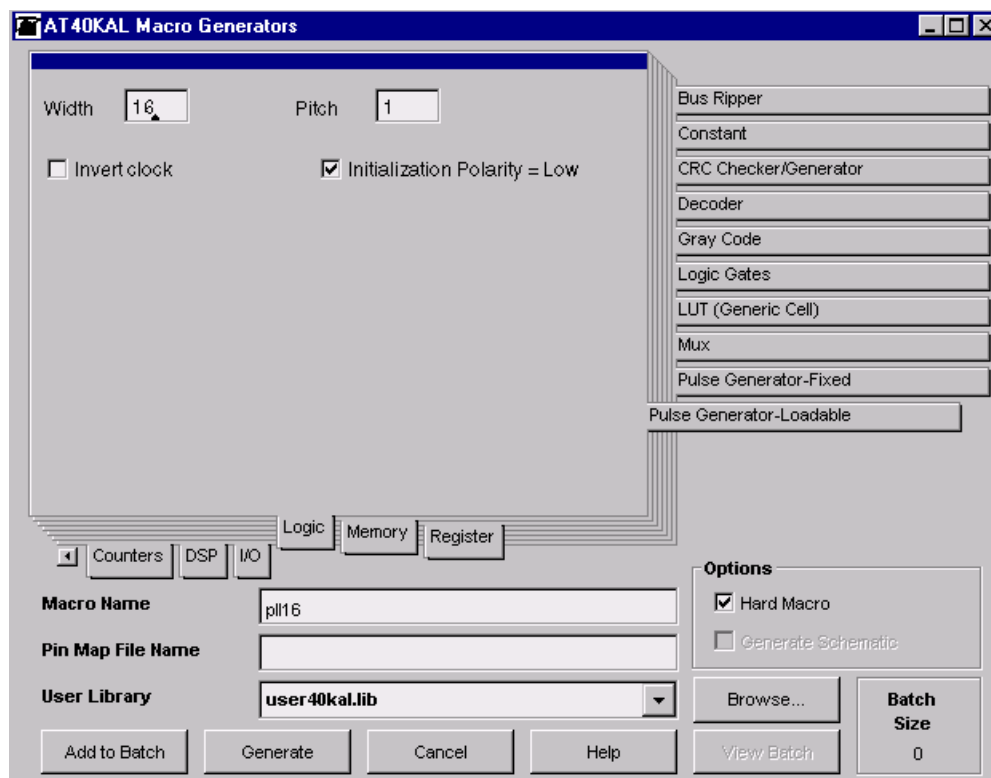 AT40KAL Macro Generators
Width 16 Pitch 1
Invert clock Initialization Polarity = Low
Bus Ripper
Constant
CRC Checker/Generator
Decoder
Gray Code
Logic Gates
LUT (Generic Cell)
Mux
Pulse Generator-Fixed
Pulse Generator-Loadable
Counters DSP I/O Logic Memory Register
Macro Name pll16
Pin Map File Name
User Library user40kal.lib
Options
Hard Macro
Generate Schematic
Browse...
View Batch
Batch
Size
0
Add to Batch Generate Cancel Help